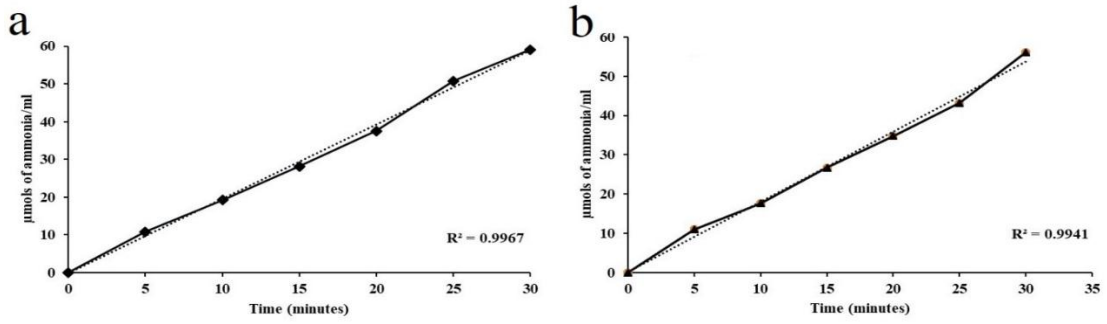 a
60
50
40
30
20
10
0
µmols of ammonia/ml
R² = 0.9967
0 5 10 15 20 25 30
Time (minutes)
b
60
50
40
30
20
10
0
µmols of ammonia/ml
R² = 0.9941
0 5 10 15 20 25 30 35
Time (minutes)